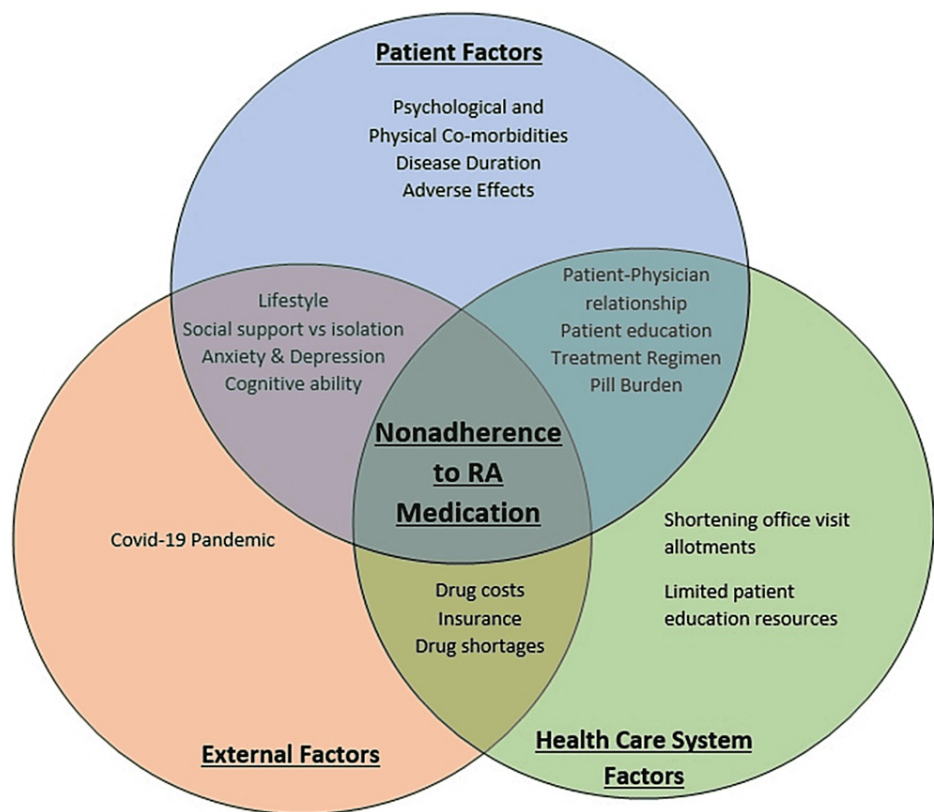 Patient Factors
Psychological and
Physical Co-morbidities
Disease Duration
Adverse Effects
Lifestyle
Social support vs isolation
Anxiety & Depression
Cognitive ability
Patient-Physician
relationship
Patient education
Treatment Regimen
Pill Burden
Nonadherence
to RA
Medication
Covid-19 Pandemic
Shortening office visit
allotments
Limited patient
education resources
Drug costs
Insurance
Drug shortages
External Factors
Health Care System
Factors